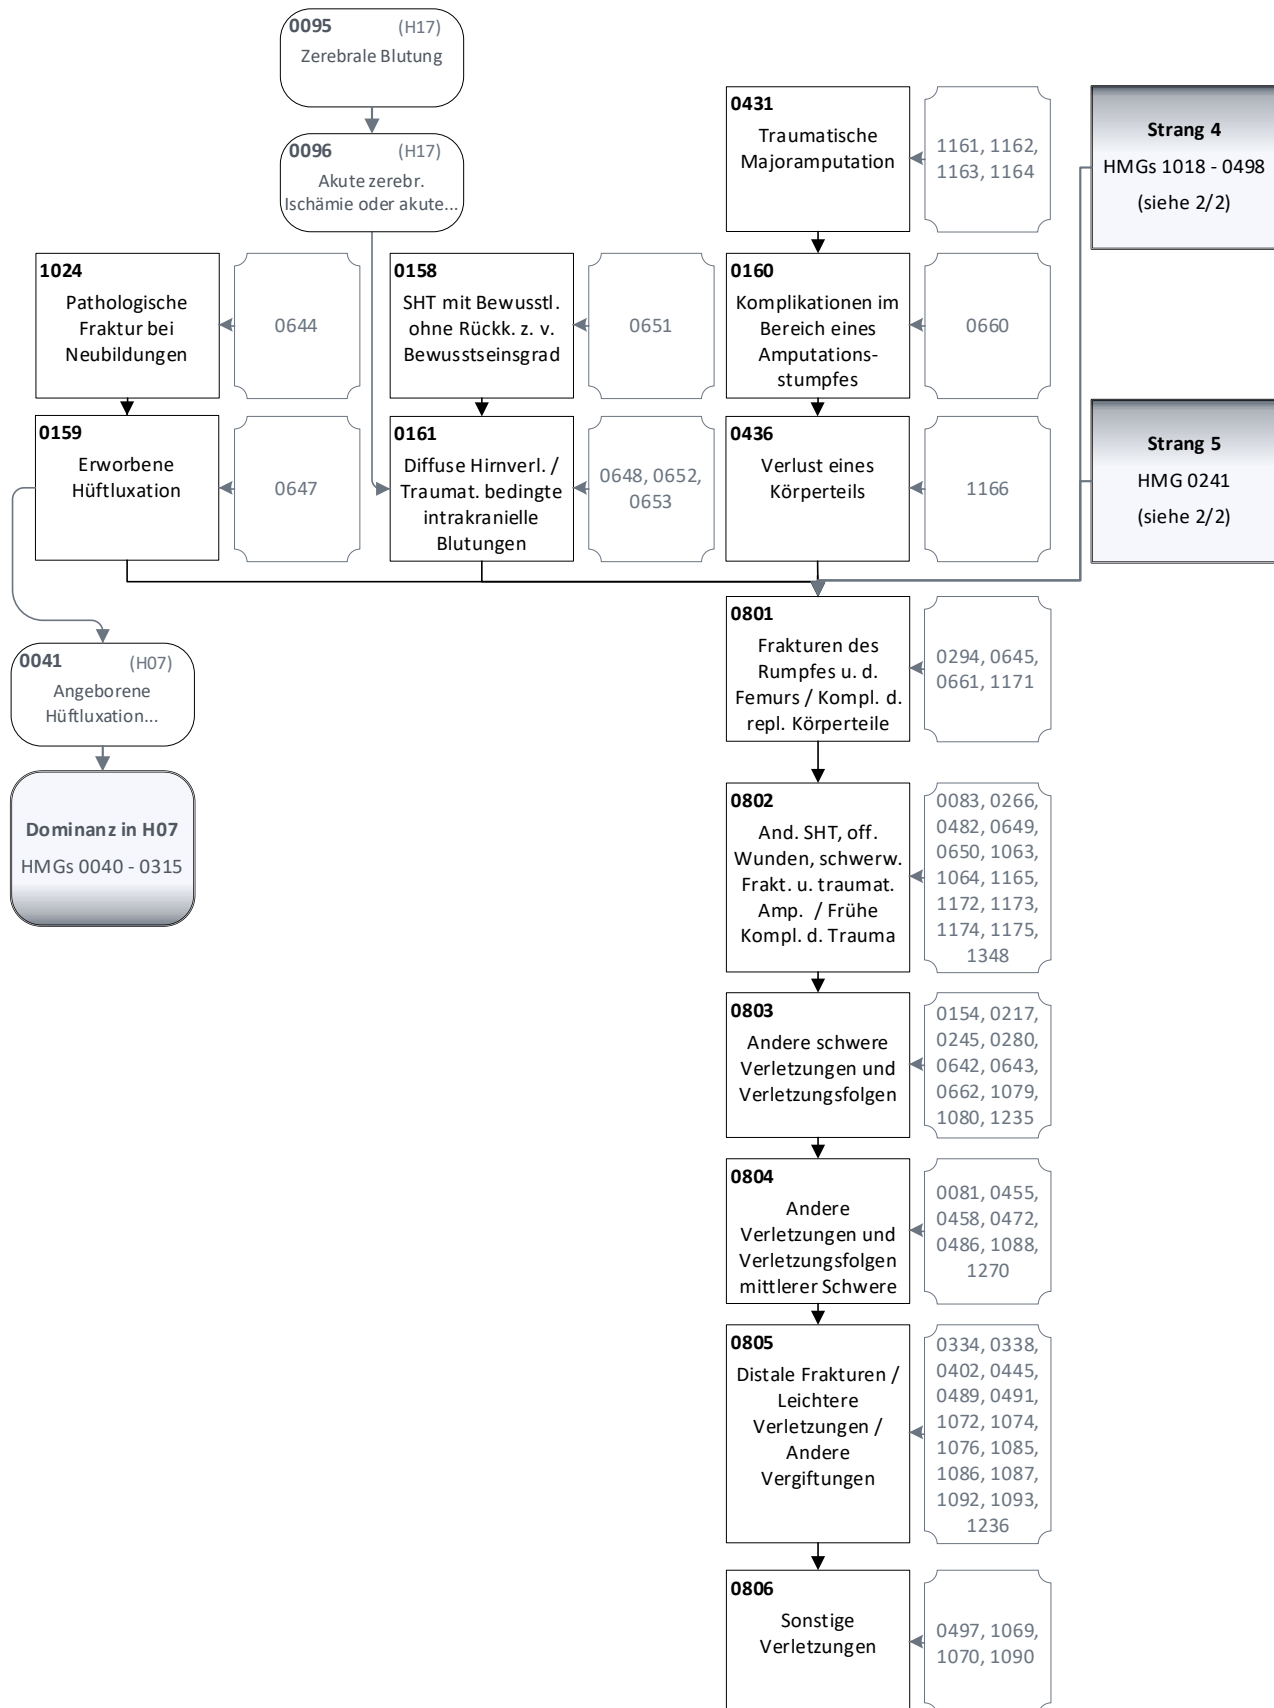 0095 (H17)
Zerebrale Blutung
0096 (H17)
Akute zerebr.
Ischämie oder akute...
0431
Traumatische
Majoramputation
1161, 1162,
1163, 1164
Strang 4
HMGs 1018 - 0498
(siehe 2/2)
1024
Pathologische
Fraktur bei
Neubildungen
0644
0158
SHT mit Bewusstl.
ohne Rückk. z. v.
Bewusstseinsgrad
0651
0160
Komplikationen im
Bereich eines
Amputations-
stumpfes
0660
0159
Erworbene
Hüftluxation
0647
0161
Diffuse Hirnverl. /
Traumat. bedingte
intrakranielle
Blutungen
0648, 0652,
0653
0436
Verlust eines
Körperteils
1166
Strang 5
HMG 0241
(siehe 2/2)
0041 (H07)
Angeborene
Hüftluxation...
Dominanz in H07
HMGs 0040 - 0315
0801
Frakturen des
Rumpfes u. d.
Femurs / Kompl. d.
repl. Körperteile
0294, 0645,
0661, 1171
0802
And. SHT, off.
Wunden, schwerw.
Frakt. u. traumat.
Amp. / Frühe
Kompl. d. Trauma
0083, 0266,
0482, 0649,
0650, 1063,
1064, 1165,
1172, 1173,
1174, 1175,
1348
0803
Andere schwere
Verletzungen und
Verletzungsfolgen
0154, 0217,
0245, 0280,
0642, 0643,
0662, 1079,
1080, 1235
0804
Andere
Verletzungen und
Verletzungsfolgen
mittlerer Schwere
0081, 0455,
0458, 0472,
0486, 1088,
1270
0805
Distale Frakturen /
Leichtere
Verletzungen /
Andere
Vergiftungen
0334, 0338,
0402, 0445,
0489, 0491,
1072, 1074,
1076, 1085,
1086, 1087,
1092, 1093,
1236
0806
Sonstige
Verletzungen
0497, 1069,
1070, 1090